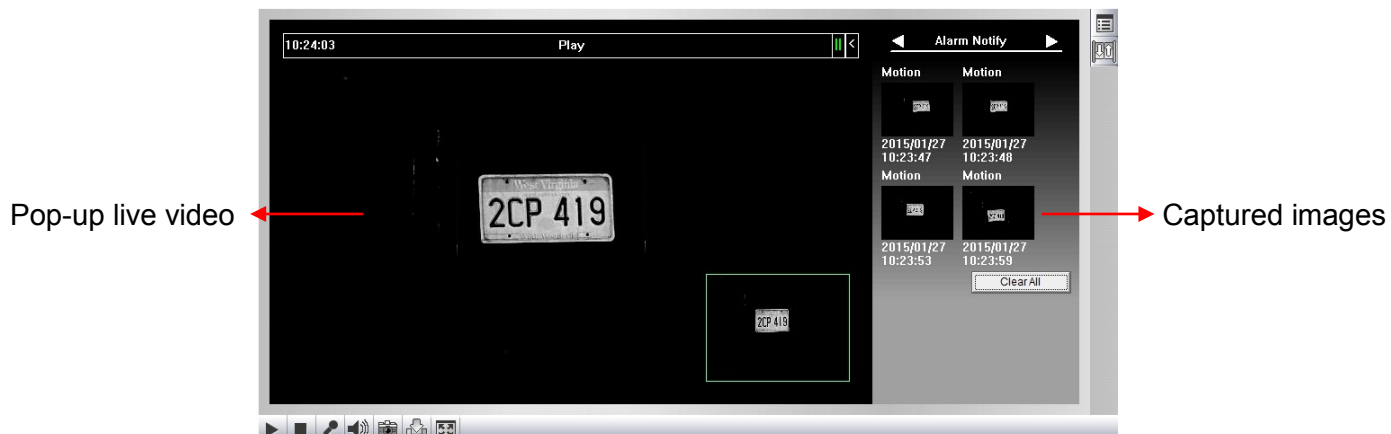 10:24:03 Play <
Alarm Notify
Motion Motion
2015/01/27 2015/01/27
10:23:47 10:23:48
Motion Motion
2015/01/27 2015/01/27
10:23:53 10:23:59
Clear All
Pop-up live video
Captured images
West Virginia
2CP 419
2CP 419